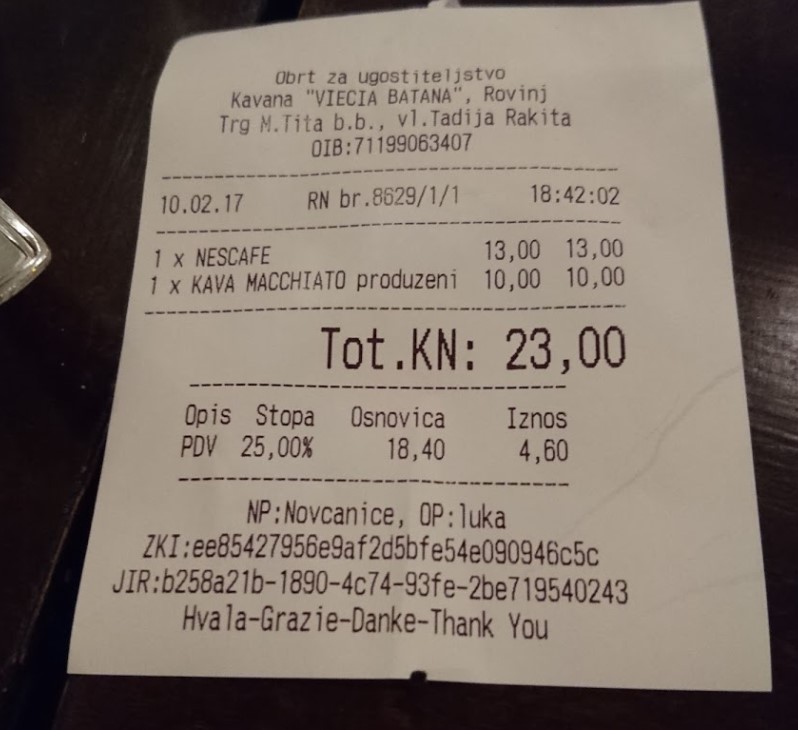 Obrt za ugostiteljstvo
Kavana "VIECIA BATANA", Rovinj
Trg M.Tita b.b., vl.Tadija Rakita
OIB:71199063407
10.02.17 RN br.8629/1/1 18:42:02
1 x NESCAFE 13,00 13,00
1 x KAVA MACCHIATO produzeni 10,00 10,00
Tot.KN: 23,00
Opis Stopa Osnovica Iznos
PDV 25,00% 18,40 4,60
NP:Novcanice, OP:luka
ZKI:ee85427956e9af2d5bfe54e090946c5c
JIR:b258a21b-1890-4c74-93fe-2be719540243
Hvala-Grazie-Danke-Thank You